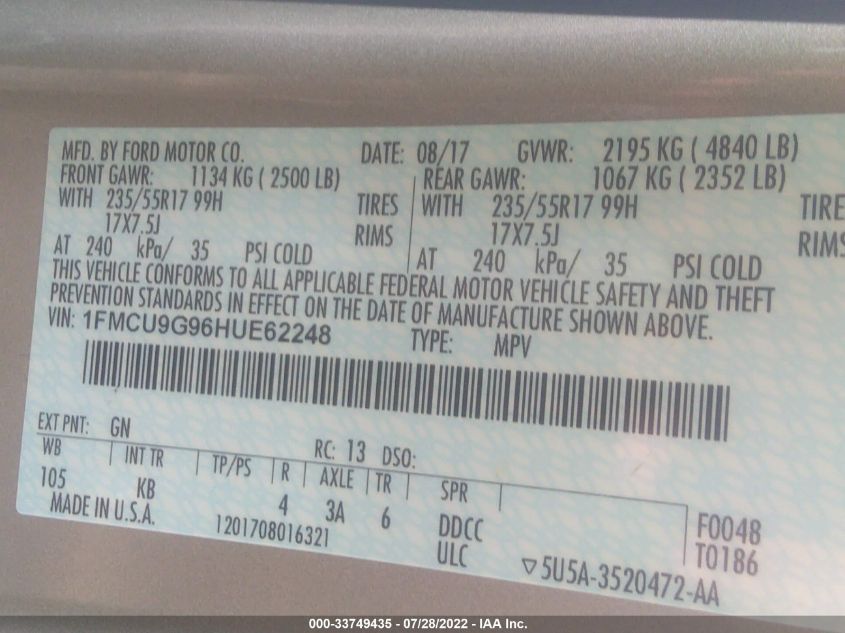 MFD. BY FORD MOTOR CO. DATE: 08/17 GVWR: 2195 KG ( 4840 LB)
FRONT GAWR: 1134 KG ( 2500 LB) REAR GAWR: 1067 KG ( 2352 LB)
WITH 235/55R17 99H TIRES WITH 235/55R17 99H TIRE
17X7.5J RIMS 17X7.5J RIMS
AT 240 kPa/ 35 PSI COLD AT 240 kPa/ 35 PSI COLD
THIS VEHICLE CONFORMS TO ALL APPLICABLE FEDERAL MOTOR VEHICLE SAFETY AND THEFT
PREVENTION STANDARDS IN EFFECT ON THE DATE OF MANUFACTURE SHOWN ABOVE.
VIN: 1FMCU9G96HUE62248 TYPE: MPV
EXT PNT: GN RC: 13 DSO:
WB INT TR TP/PS R AXLE TR SPR
105 KB 4 3A 6 DDCC F0048
MADE IN U.S.A. 1201708016321 ULC T0186
▽5U5A-3520472-AA
000-33749435 - 07/28/2022 - IAA Inc.